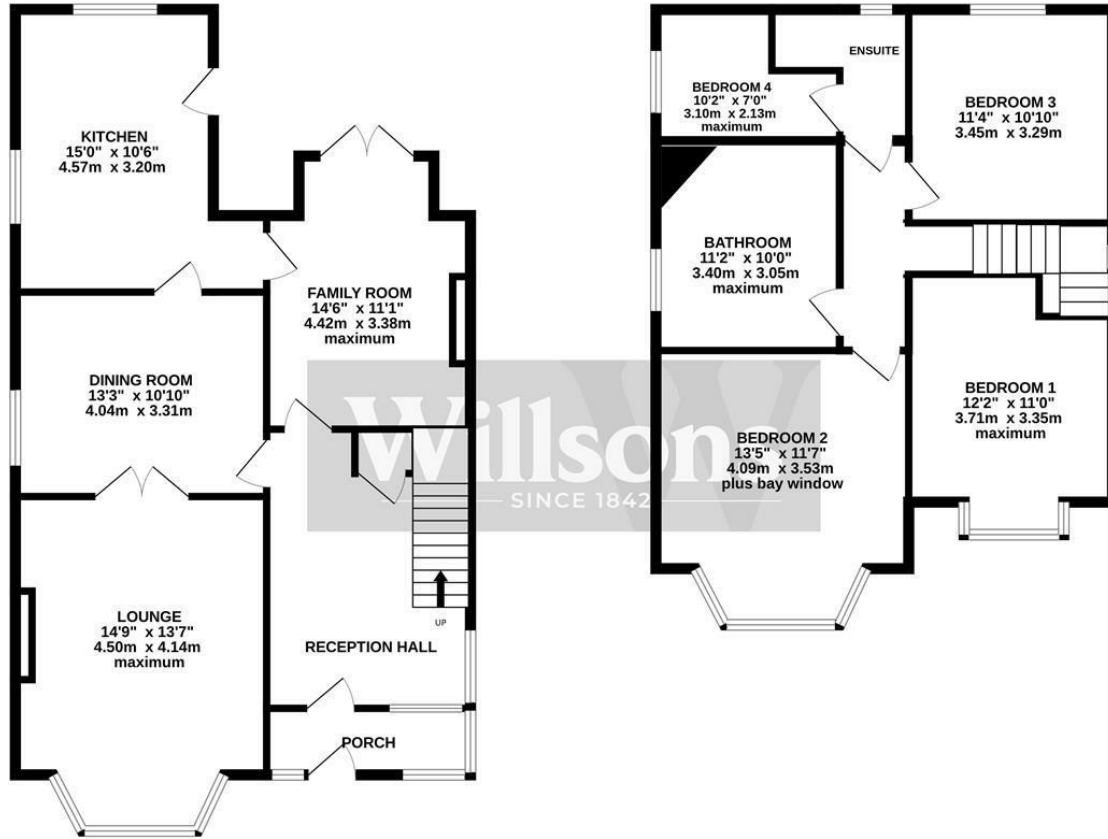 KITCHEN
15'0" x 10'6"
4.57m x 3.20m
FAMILY ROOM
14'6" x 11'1"
4.42m x 3.38m
maximum
DINING ROOM
13'3" x 10'10"
4.04m x 3.31m
LOUNGE
14'9" x 13'7"
4.50m x 4.14m
maximum
UP
RECEPTION HALL
PORCH
ENSUITE
BEDROOM 4
10'2" x 7'0"
3.10m x 2.13m
maximum
BEDROOM 3
11'4" x 10'10"
3.45m x 3.29m
BATHROOM
11'2" x 10'0"
3.40m x 3.05m
maximum
BEDROOM 2
13'5" x 11'7"
4.09m x 3.53m
plus bay window
BEDROOM 1
12'2" x 11'0"
3.71m x 3.35m
maximum
Willsons
SINCE 1842